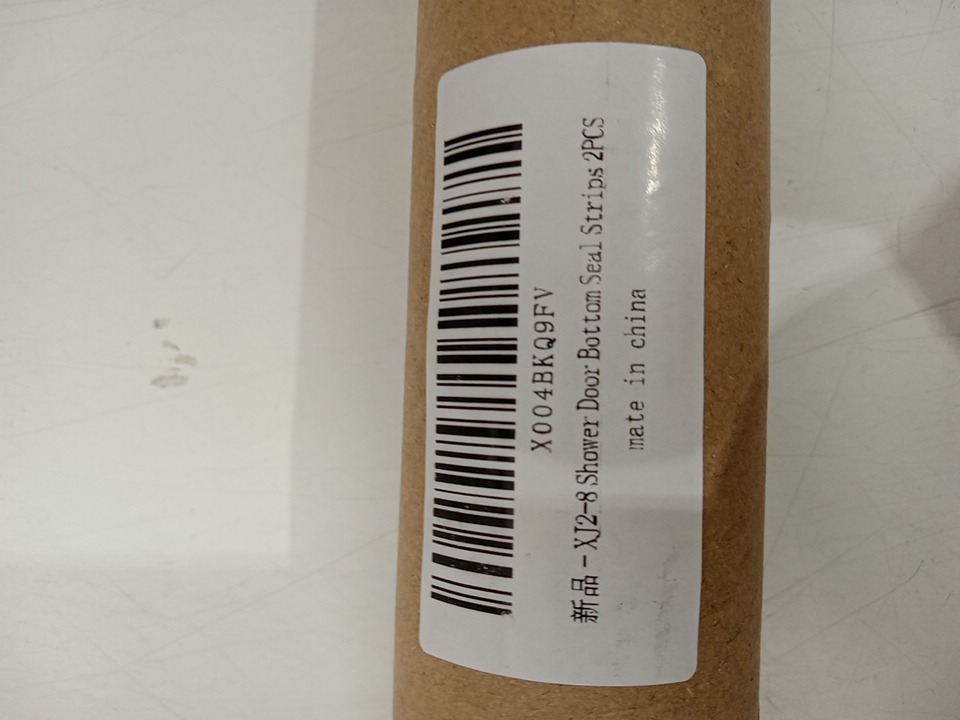 X004BKQ9FV
新品 - XJ2-8 Shower Door Bottom Seal Strips 2PCS
mate in china